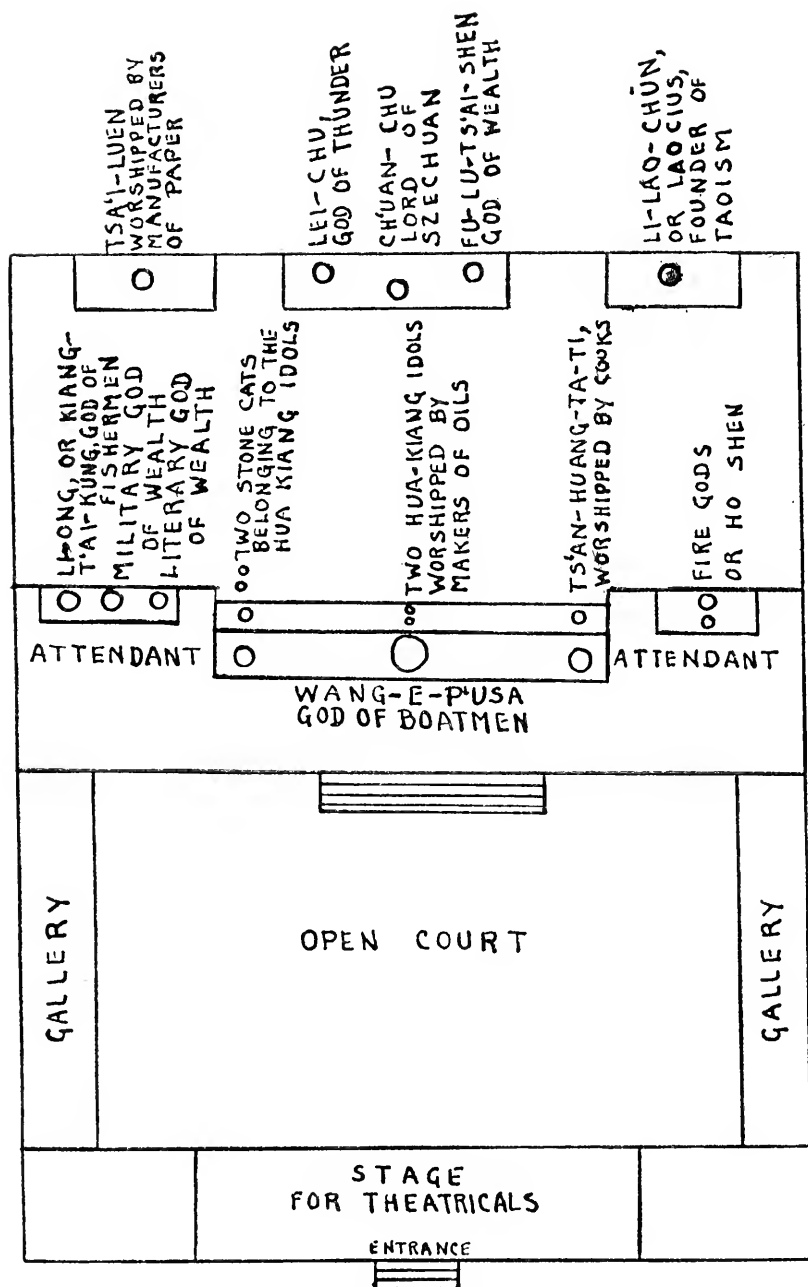 TSA'I-LUEN
WORSHIPPED BY
MANUFACTURERS
OF PAPER
LEI-CHU,
GOD OF THUNDER
CH'UAN-CHU
LORD OF
SZECHUAN
FU-LU-TS'AI-SHEN
GOD OF WEALTH
LI-LAO-CHÜN,
OR LAOCIUS,
FOUNDER OF
TAOISM
LI-ONG, OR KIANG-
T'AI-KUNG, GOD OF
FISHERMEN
MILITARY GOD
OF WEALTH
LITERARY GOD
OF WEALTH
TWO STONE CATS
BELONGING TO THE
HUA KIANG IDOLS
TWO HUA-KIANG IDOLS
WORSHIPPED BY
MAKERS OF OILS
TS'AN-HUANG-TA-TI,
WORSHIPPED BY COOKS
FIRE GODS
OR HO SHEN
ATTENDANT
ATTENDANT
WANG-E-P'USA
GOD OF BOATMEN
GALLERY
OPEN COURT
GALLERY
STAGE
FOR THEATRICALS
ENTRANCE